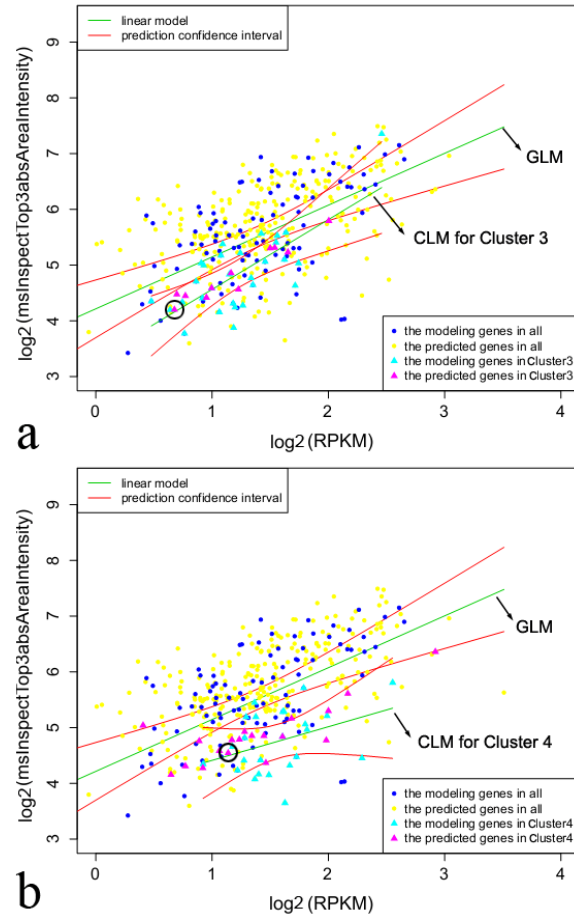 linear model
prediction confidence interval
9
8
7
6
5
4
3
log2 (msInspectTop3absAreaIntensity)
GLM
CLM for Cluster 3
the modeling genes in all
the predicted genes in all
the modeling genes in Cluster3
the predicted genes in Cluster3
0 1 2 3 4
log2 (RPKM)
a
linear model
prediction confidence interval
9
8
7
6
5
4
3
log2 (msInspectTop3absAreaIntensity)
GLM
CLM for Cluster 4
the modeling genes in all
the predicted genes in all
the modeling genes in Cluster4
the predicted genes in Cluster4
0 1 2 3 4
log2 (RPKM)
b